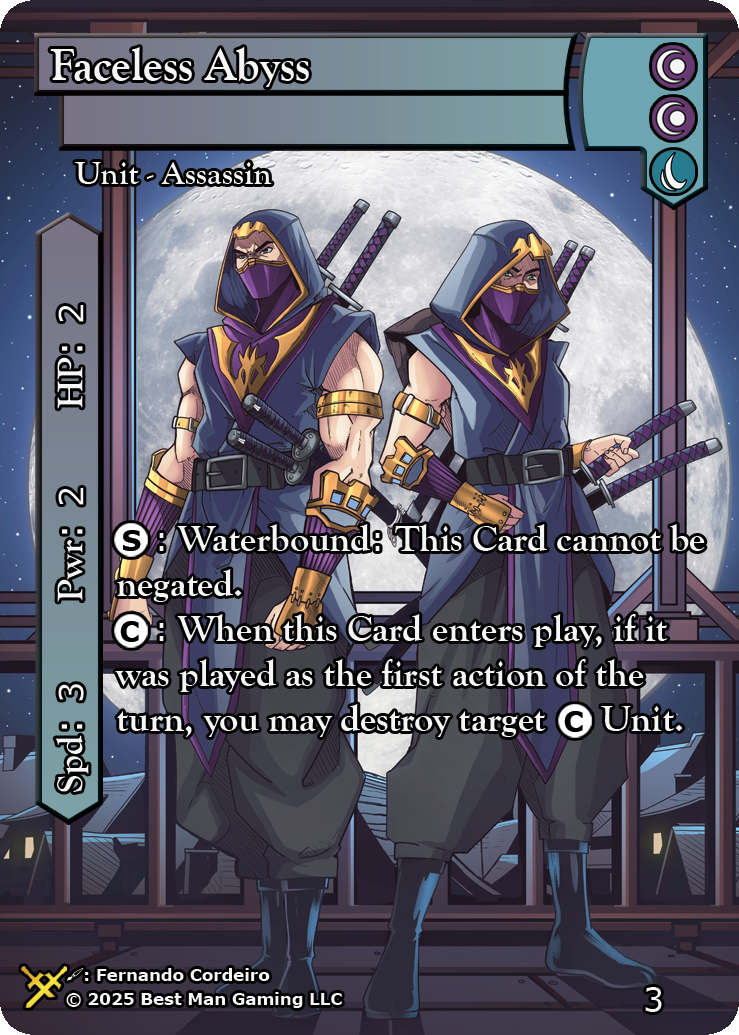 Faceless Abyss
Unit - Assassin
HP: 2
Pwr: 2
Spd: 3
S : Waterbound: This Card cannot be
negated.
C : When this Card enters play, if it
was played as the first action of the
turn, you may destroy target C Unit.
: Fernando Cordeiro
© 2025 Best Man Gaming LLC
3